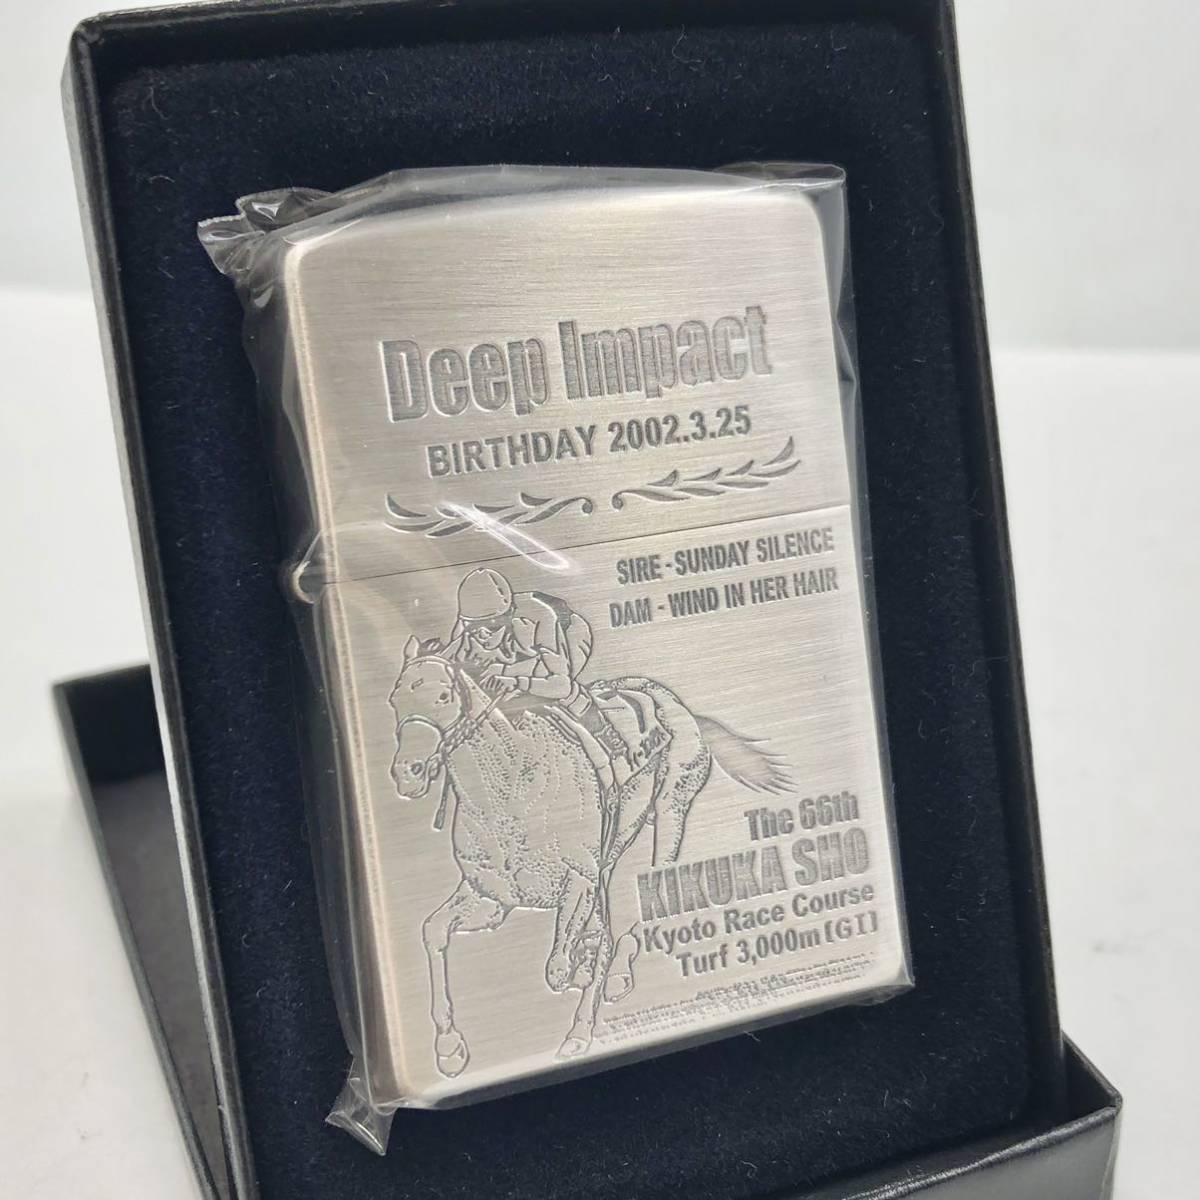 Deep Impact
BIRTHDAY 2002.3.25
SIRE - SUNDAY SILENCE
DAM - WIND IN HER HAIR
The 66th
KIKUKA SHO
Kyoto Race Course
Turf 3,000m [GI]